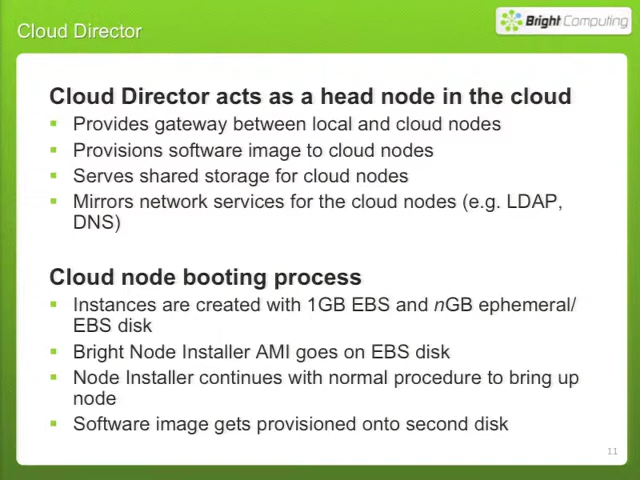 Cloud Director
Bright Computing
Cloud Director acts as a head node in the cloud
▪ Provides gateway between local and cloud nodes
▪ Provisions software image to cloud nodes
▪ Serves shared storage for cloud nodes
▪ Mirrors network services for the cloud nodes (e.g. LDAP,
DNS)
Cloud node booting process
▪ Instances are created with 1GB EBS and nGB ephemeral/
EBS disk
▪ Bright Node Installer AMI goes on EBS disk
▪ Node Installer continues with normal procedure to bring up
node
▪ Software image gets provisioned onto second disk
11